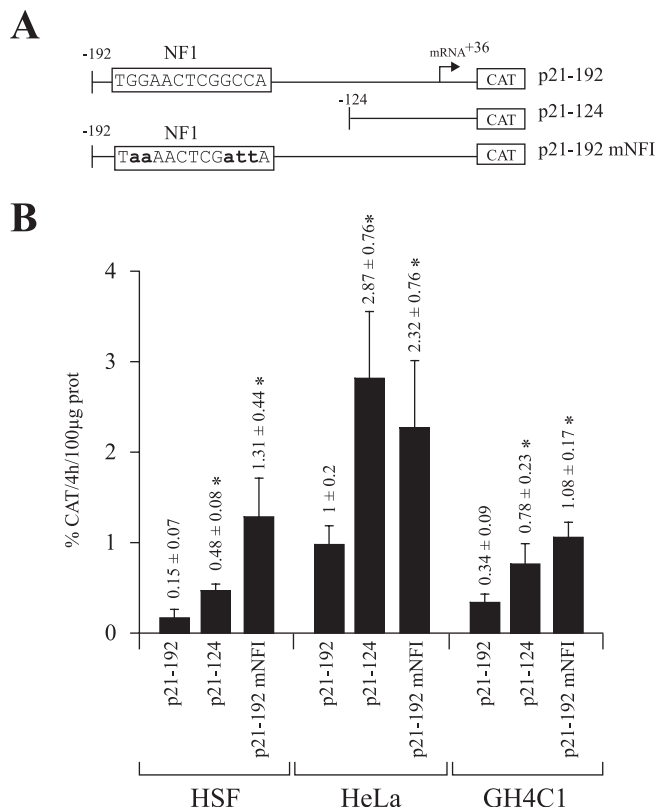 A
-192
NF1
TGGAACTCGGCCA
mRNA
+36
CAT
p21-192
-124
CAT
p21-124
-192
NF1
TaaAACTCGattA
CAT
p21-192 mNFI
B
% CAT/4h/100µg prot
4
3
2
1
0
0.15 ± 0.07
0.48 ± 0.08 *
1.31 ± 0.44 *
1 ± 0.2
2.87 ± 0.76*
2.32 ± 0.76 *
0.34 ± 0.09
0.78 ± 0.23 *
1.08 ± 0.17 *
p21-192
p21-124
p21-192 mNFI
p21-192
p21-124
p21-192 mNFI
p21-192
p21-124
p21-192 mNFI
HSF
HeLa
GH4C1